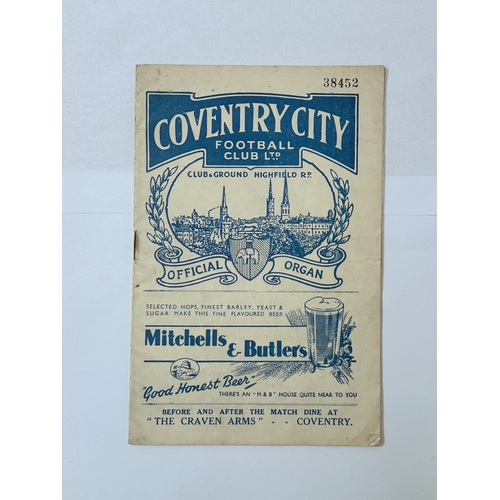 38452
COVENTRY CITY
FOOTBALL
CLUB LTD
CLUB & GROUND HIGHFIELD RD.
OFFICIAL ORGAN
SELECTED HOPS, FINEST BARLEY, YEAST &
SUGAR MAKE THIS FINE FLAVOURED BEER
Mitchells
& Butlers
"Good Honest Beer"
THERE'S AN "M & B" HOUSE QUITE NEAR TO YOU
BEFORE AND AFTER THE MATCH DINE AT
"THE CRAVEN ARMS" - - COVENTRY.